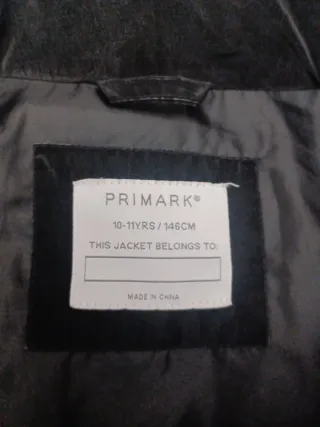 PRIMARK®
10-11YRS / 146CM
THIS JACKET BELONGS TO:
MADE IN CHINA